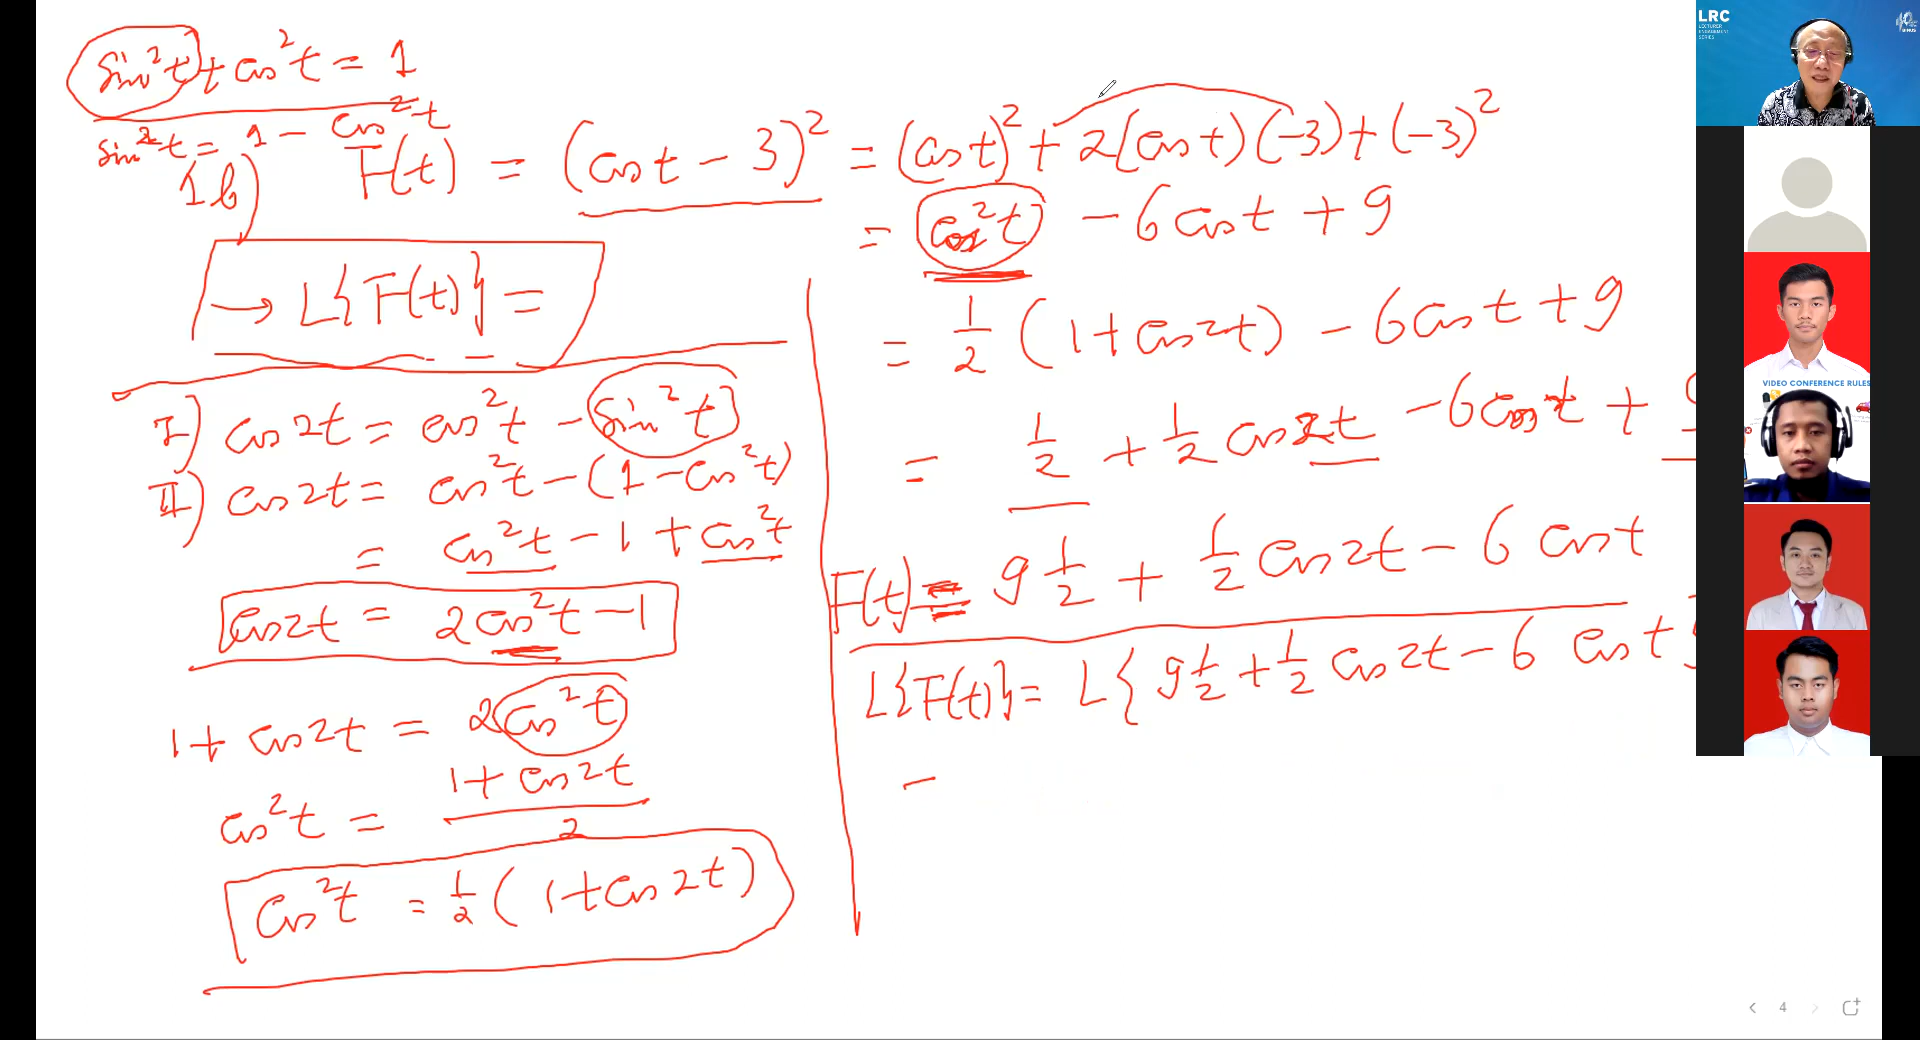 sin²t + cos²t = 1
sin²t = 1 - cos²t
1b) F(t) = (cos t - 3)² = (cos t)² + 2(cos t)(-3) + (-3)²
= cos²t - 6 cos t + 9
→ L{F(t)} =
I) cos 2t = cos²t - sin²t
II) cos 2t = cos²t - (1 - cos²t)
= cos²t - 1 + cos²t
cos 2t = 2cos²t - 1
1 + cos 2t = 2cos²t
cos²t = (1 + cos 2t)/2
cos²t = 1/2 (1 + cos 2t)
= 1/2 (1 + cos 2t) - 6 cos t + 9
= 1/2 + 1/2 cos 2t - 6 cos t +
F(t) = 9 1/2 + 1/2 cos 2t - 6 cos t
L{F(t)} = L{9 1/2 + 1/2 cos 2t - 6 cos t
LRC
LECTURER
ENGAGEMENT
SERIES
BINUS
VIDEO CONFERENCE RULES
4